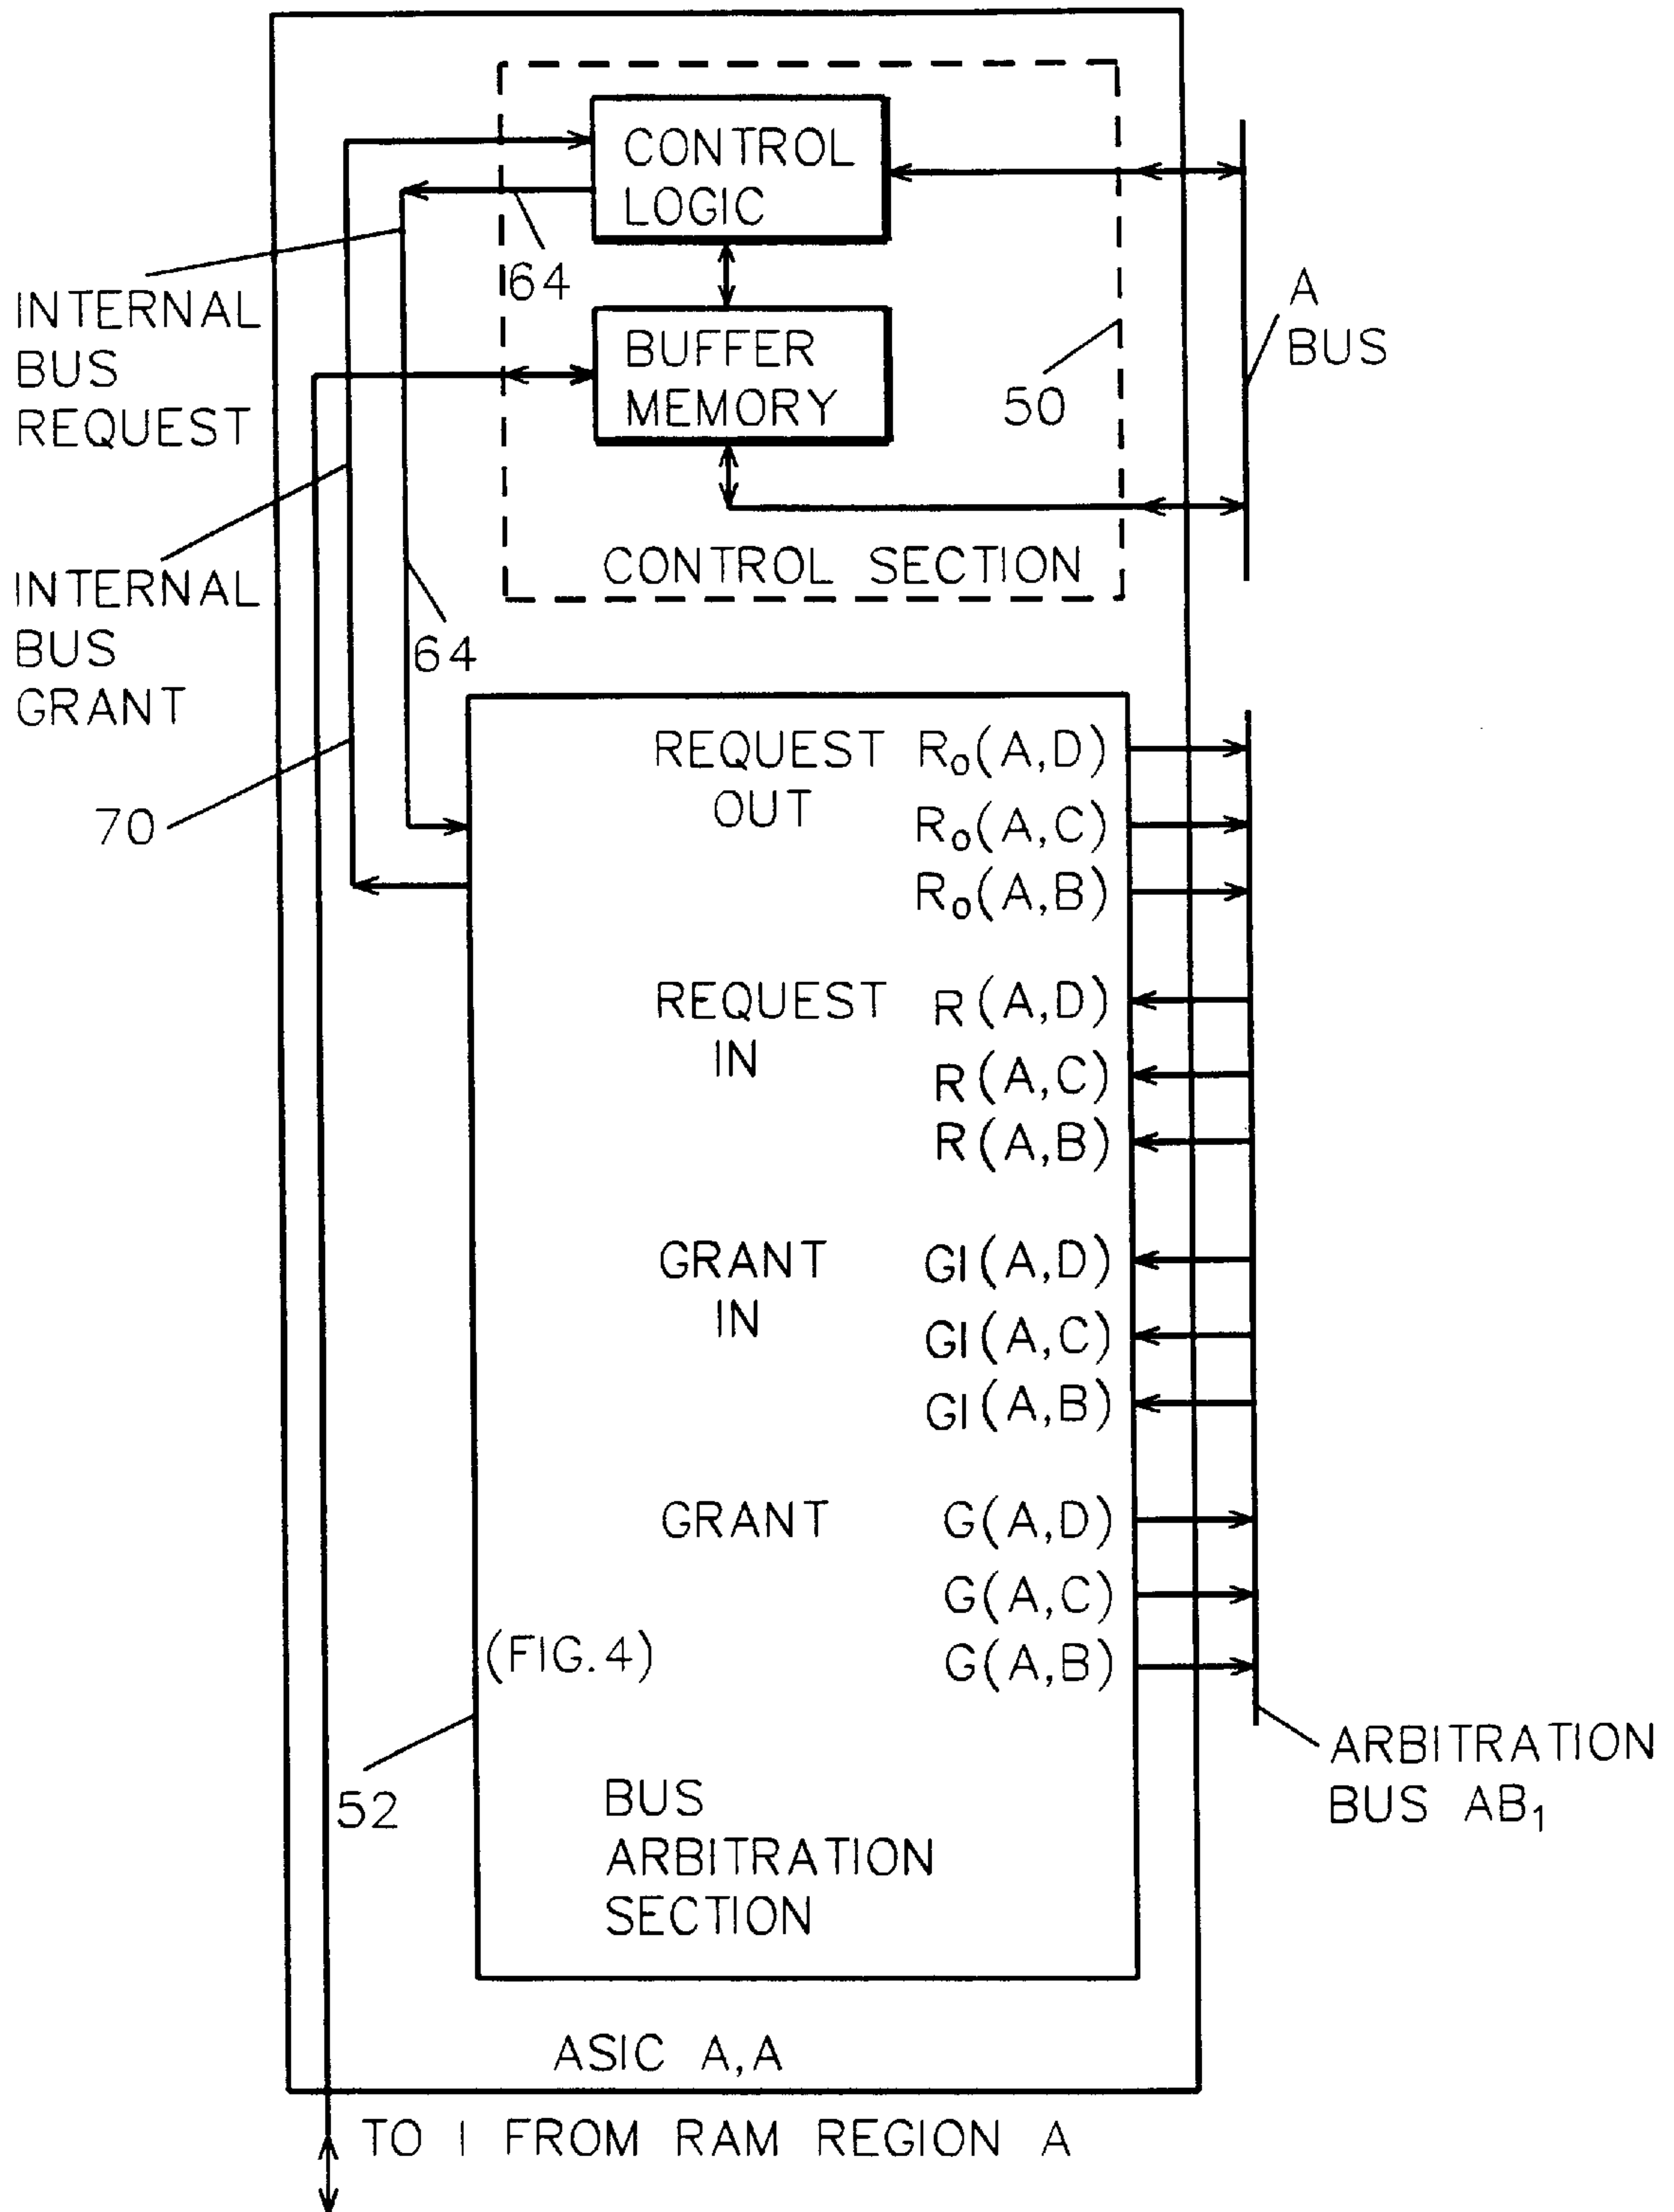 CONTROL
LOGIC
64
INTERNAL
BUS
REQUEST
BUFFER
MEMORY
50
A
BUS
CONTROL SECTION
INTERNAL
BUS
GRANT
64
70
REQUEST R₀(A,D)
OUT R₀(A,C)
R₀(A,B)
REQUEST R(A,D)
IN R(A,C)
R(A,B)
GRANT GI(A,D)
IN GI(A,C)
GI(A,B)
GRANT G(A,D)
G(A,C)
(FIG.4) G(A,B)
52
ARBITRATION
BUS AB₁
BUS
ARBITRATION
SECTION
ASIC A,A
TO I FROM RAM REGION A